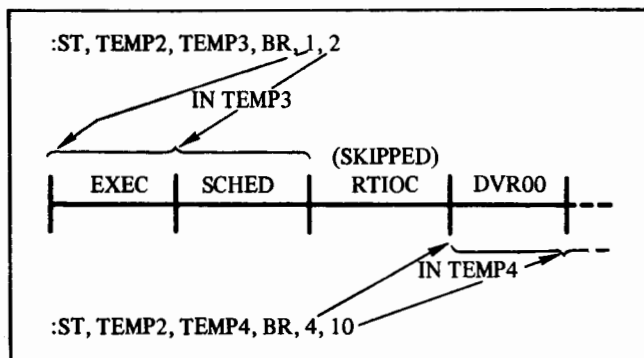 :ST, TEMP2, TEMP3, BR, 1, 2
IN TEMP3
(SKIPPED)
EXEC SCHED RTIOC DVR00
IN TEMP4
:ST, TEMP2, TEMP4, BR, 4, 10